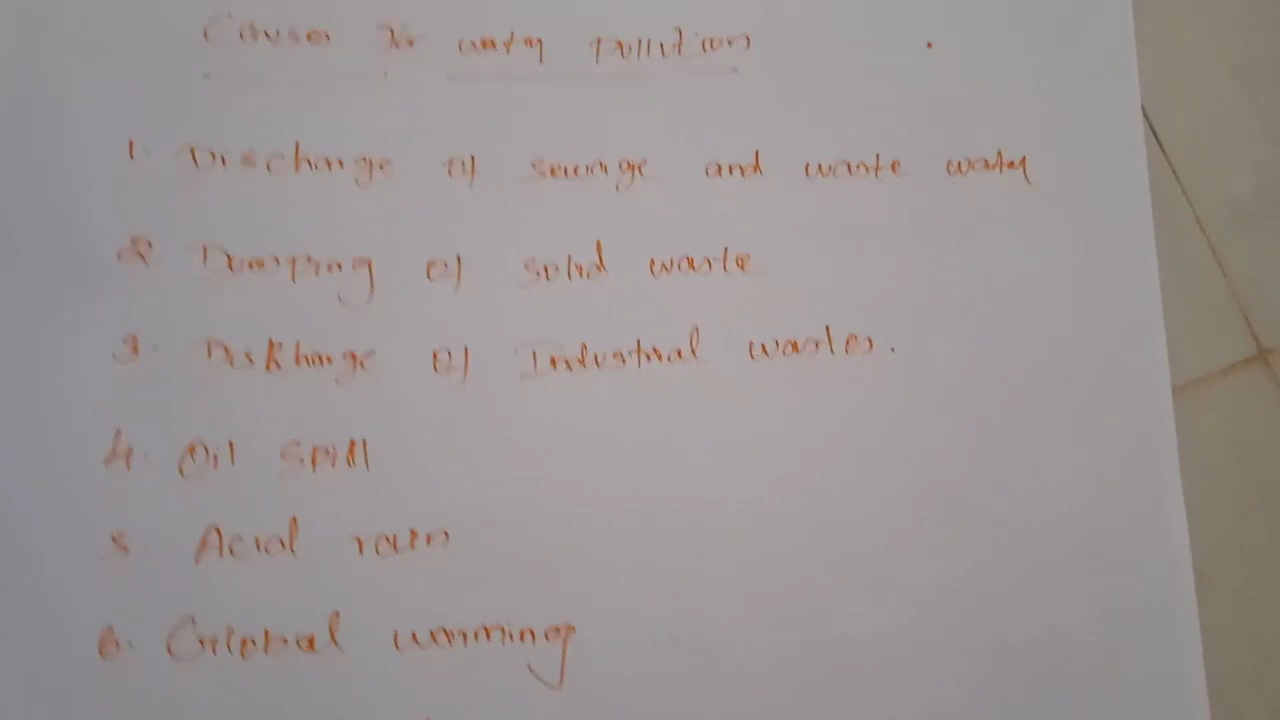 Causes for water pollution
1. Discharge of sewage and waste water
2. Dumping of solid waste
3. Discharge of Industrial wastes.
4. Oil spill
5. Acid rain
6. Global warming